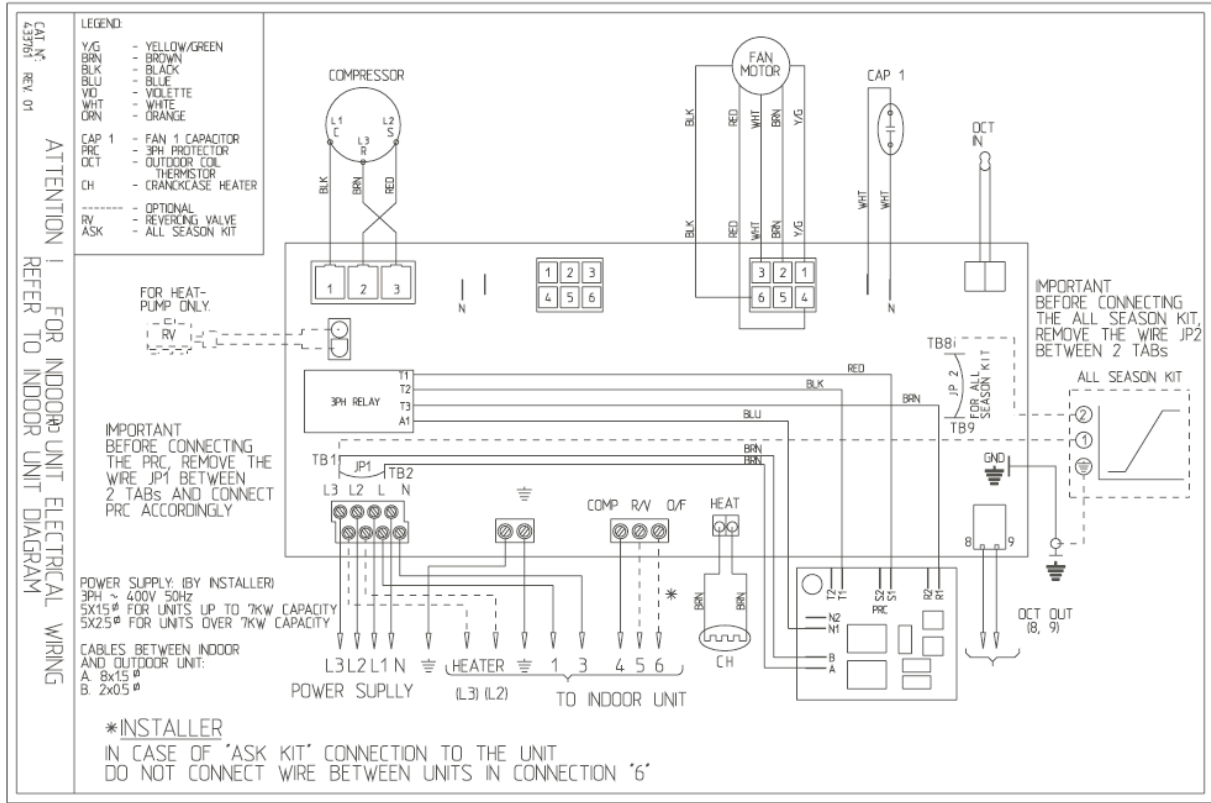 CAT. Nº:
433761 REV. 01
ATTENTION ! FOR INDOOR UNIT ELECTRICAL WIRING
REFER TO INDOOR UNIT DIAGRAM
LEGEND:
Y/G - YELLOW/GREEN
BRN - BROWN
BLK - BLACK
BLU - BLUE
VIO - VIOLETTE
WHT - WHITE
ORN - ORANGE
CAP 1 - FAN 1 CAPACITOR
PRC - 3PH PROTECTOR
OCT - OUTDOOR COIL
THERMISTOR
CH - CRANCKCASE HEATER
------- - OPTIONAL
RV - REVERCING VALVE
ASK - ALL SEASON KIT
COMPRESSOR
L1 L2
C S
L3
R
BLK BRN RED
1 2 3
N
1 2 3
4 5 6
FAN
MOTOR
BLK RED WHT BRN Y/G
BLK RED WHT BRN Y/G
3 2 1
6 5 4
CAP 1
WHT WHT
N
OCT
IN
FOR HEAT-
PUMP ONLY.
RV
IMPORTANT
BEFORE CONNECTING
THE ALL SEASON KIT,
REMOVE THE WIRE JP2
BETWEEN 2 TABs
ALL SEASON KIT
2
1
TB8
JP 2
FOR ALL
SEASON KIT
TB9
GND
3PH RELAY
T1
T2
T3
A1
RED
BLK
BRN
BLU
BRN
BRN
IMPORTANT
BEFORE CONNECTING
THE PRC, REMOVE THE
WIRE JP1 BETWEEN
2 TABs AND CONNECT
PRC ACCORDINGLY
TB1 JP1 TB2
L3 L2 L N
COMP R/V O/F HEAT
BRN BRN
CH
*
T2 T1 S2 S1 R2 R1
PRC
N2
N1
B
A
8 9
OCT OUT
(8, 9)
POWER SUPPLY: (BY INSTALLER)
3PH ~ 400V 50Hz
5X1.5 FOR UNITS UP TO 7KW CAPACITY
5X2.5 FOR UNITS OVER 7KW CAPACITY
CABLES BETWEEN INDOOR
AND OUTDOOR UNIT:
A. 8x1.5
B. 2x0.5
L3 L2 L1 N HEATER 1 3 4 5 6
POWER SUPLLY (L3) (L2) TO INDOOR UNIT
*INSTALLER
IN CASE OF "ASK KIT" CONNECTION TO THE UNIT
DO NOT CONNECT WIRE BETWEEN UNITS IN CONNECTION "6"